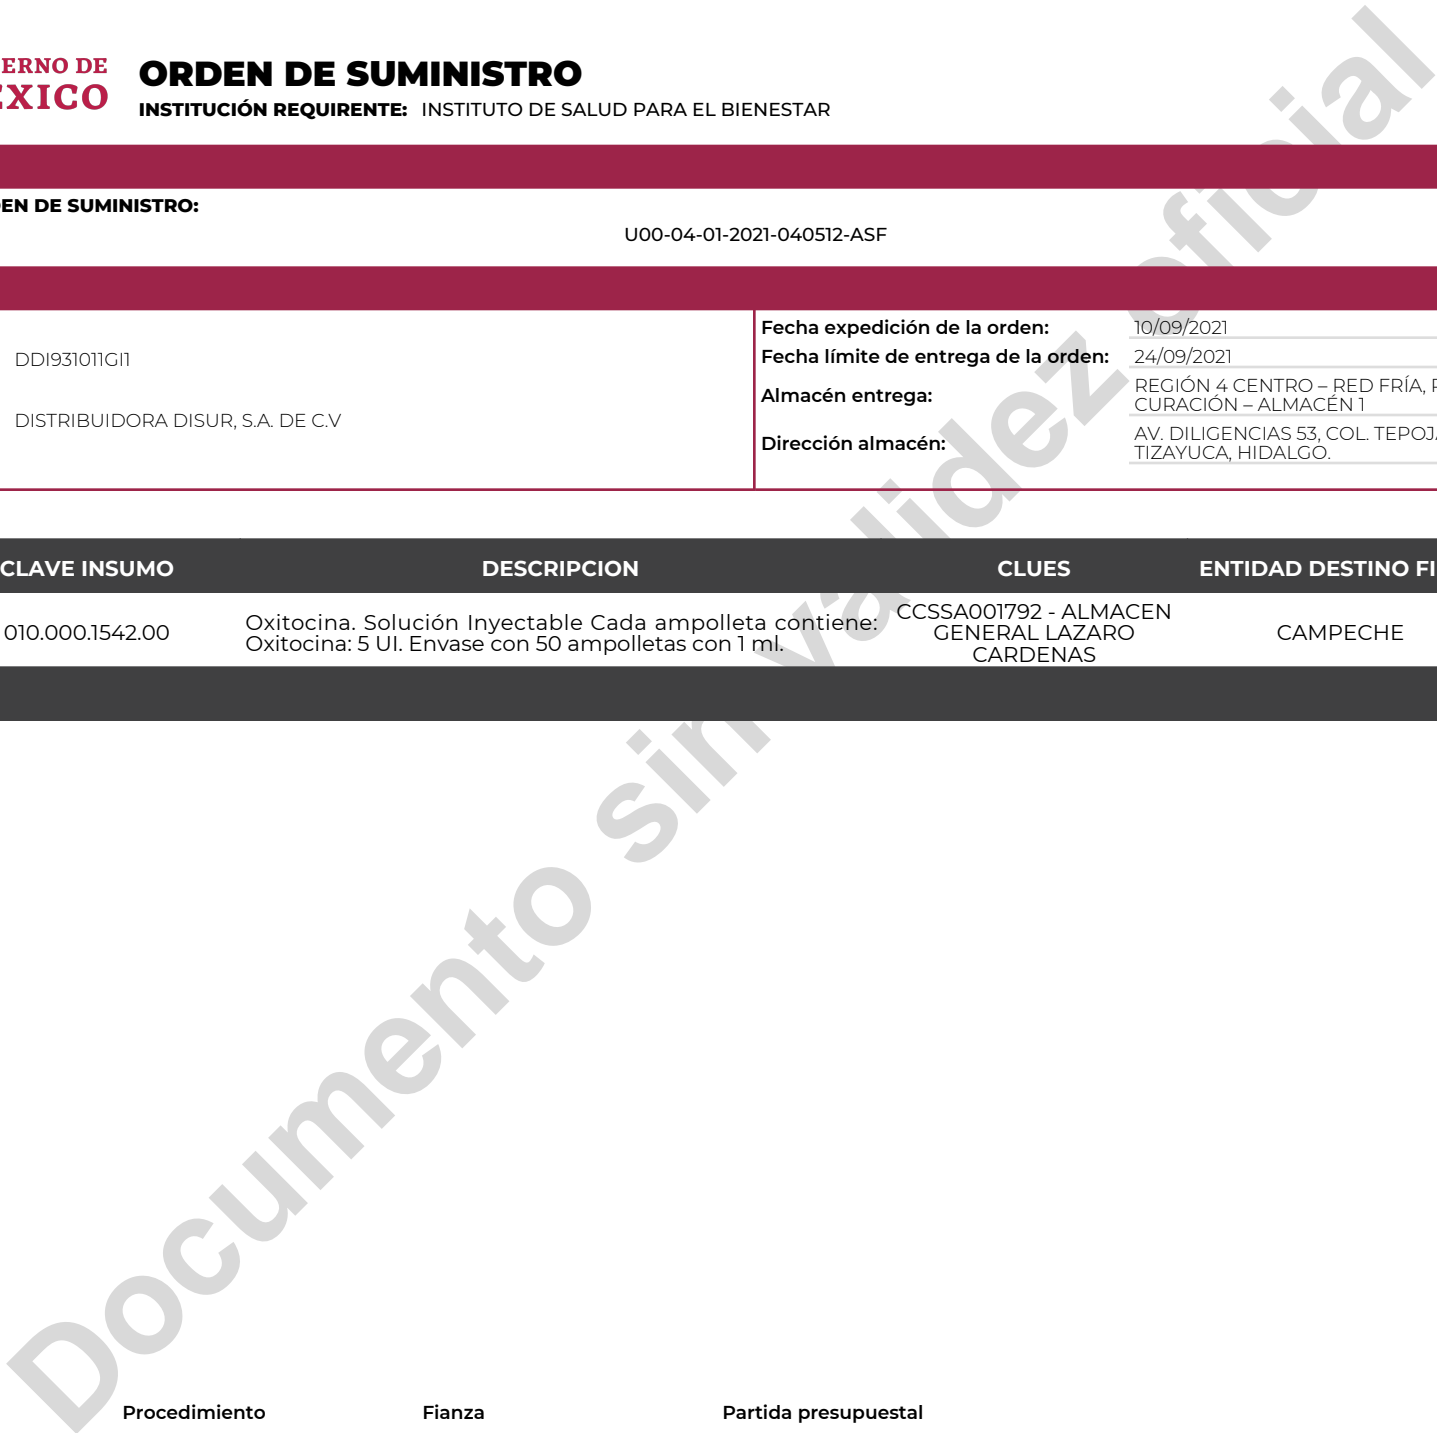 ERNO DE
EXICO
ORDEN DE SUMINISTRO
INSTITUCIÓN REQUIRENTE: INSTITUTO DE SALUD PARA EL BIENESTAR
EN DE SUMINISTRO:
U00-04-01-2021-040512-ASF
DDI931011GI1
DISTRIBUIDORA DISUR, S.A. DE C.V
Fecha expedición de la orden: 10/09/2021
Fecha límite de entrega de la orden: 24/09/2021
Almacén entrega: REGIÓN 4 CENTRO – RED FRÍA,
CURACIÓN – ALMACÉN 1
Dirección almacén: AV. DILIGENCIAS 53, COL. TEPOJA
TIZAYUCA, HIDALGO.
CLAVE INSUMO DESCRIPCION CLUES ENTIDAD DESTINO FI
010.000.1542.00
Oxitocina. Solución Inyectable Cada ampolleta contiene:
Oxitocina: 5 UI. Envase con 50 ampolletas con 1 ml.
CCSSA001792 - ALMACEN
GENERAL LAZARO
CARDENAS
CAMPECHE
Documento sin validez oficial
Procedimiento Fianza Partida presupuestal